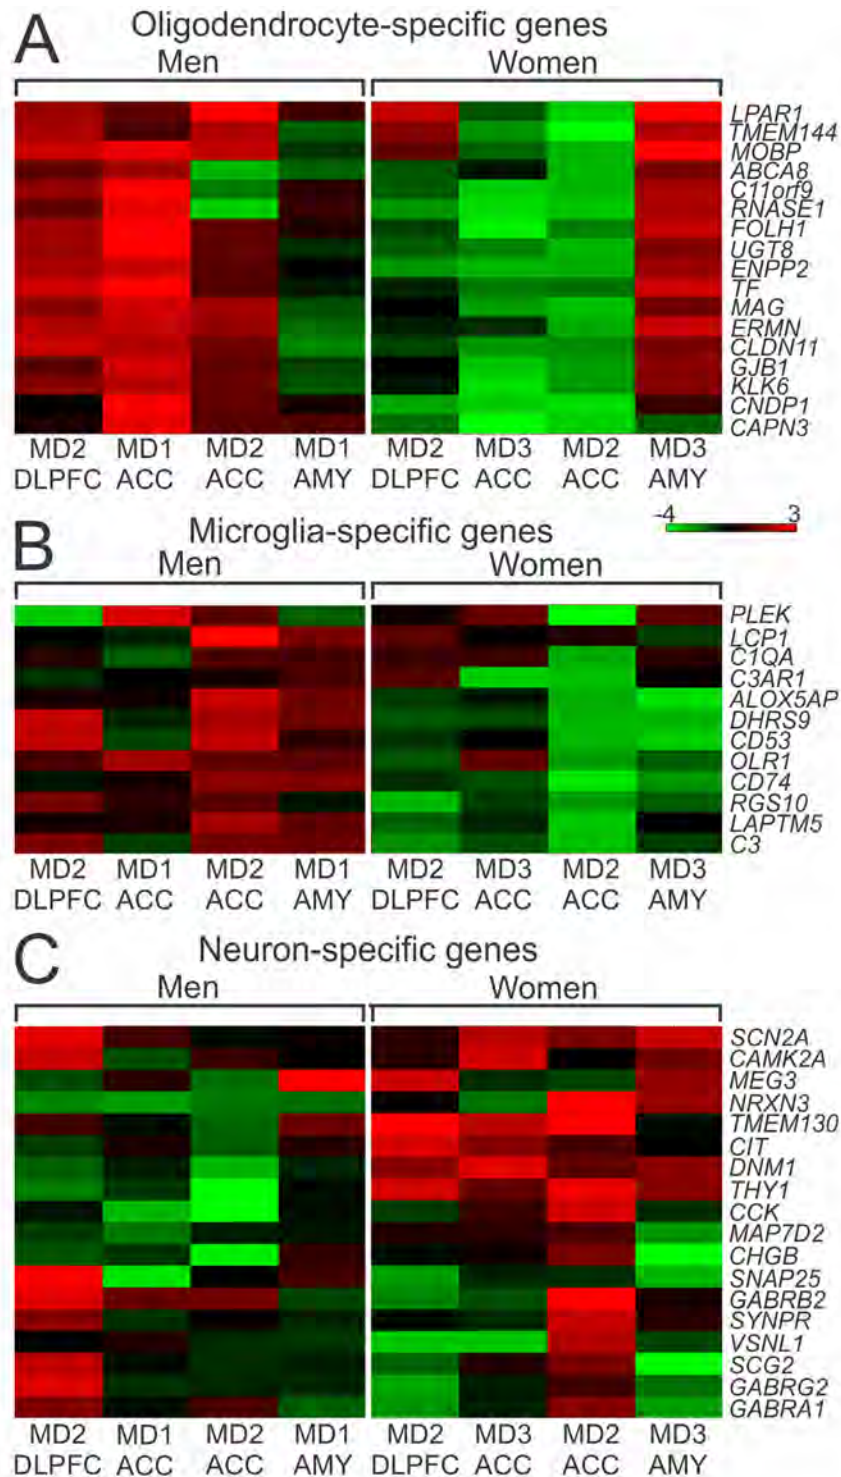 A Oligodendrocyte-specific genes
Men Women
LPAR1
TMEM144
MOBP
ABCA8
C11orf9
RNASE1
FOLH1
UGT8
ENPP2
TF
MAG
ERMN
CLDN11
GJB1
KLK6
CNDP1
CAPN3
MD2 MD1 MD2 MD1 MD2 MD3 MD2 MD3
DLPFC ACC ACC AMY DLPFC ACC ACC AMY
-4 3
B Microglia-specific genes
Men Women
PLEK
LCP1
C1QA
C3AR1
ALOX5AP
DHRS9
CD53
OLR1
CD74
RGS10
LAPTM5
C3
MD2 MD1 MD2 MD1 MD2 MD3 MD2 MD3
DLPFC ACC ACC AMY DLPFC ACC ACC AMY
C Neuron-specific genes
Men Women
SCN2A
CAMK2A
MEG3
NRXN3
TMEM130
CIT
DNM1
THY1
CCK
MAP7D2
CHGB
SNAP25
GABRB2
SYNPR
VSNL1
SCG2
GABRG2
GABRA1
MD2 MD1 MD2 MD1 MD2 MD3 MD2 MD3
DLPFC ACC ACC AMY DLPFC ACC ACC AMY